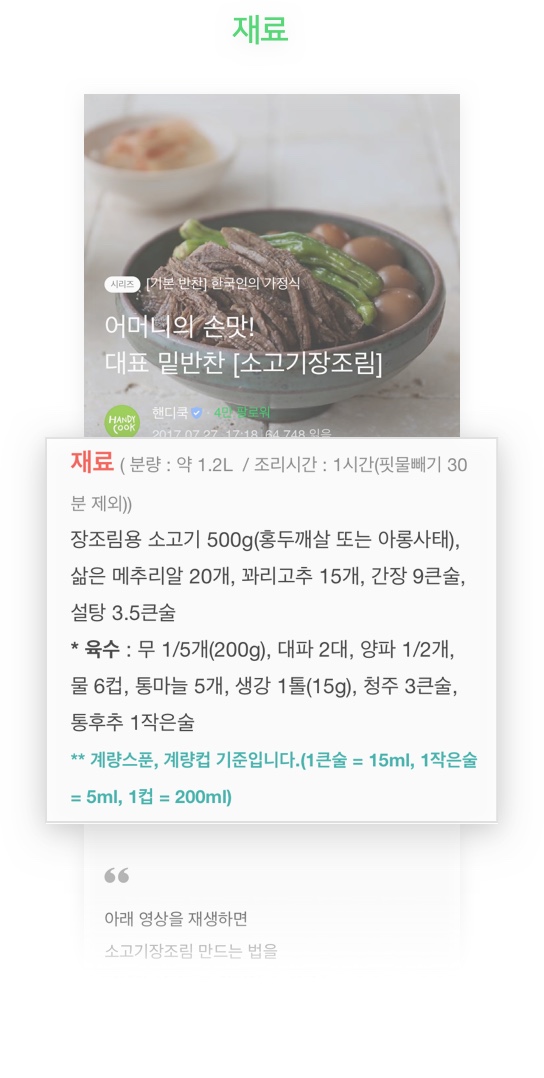 재료
시리즈 [기본 반찬] 한국인의 가정식
어머니의 손맛!
대표 밑반찬 [소고기장조림]
HANDY COOK
핸디쿡 · 4만 팔로워
2017.07.27. 17:18 64,748 읽음
재료 ( 분량 : 약 1.2L / 조리시간 : 1시간(핏물빼기 30
분 제외))
장조림용 소고기 500g(홍두깨살 또는 아롱사태),
삶은 메추리알 20개, 꽈리고추 15개, 간장 9큰술,
설탕 3.5큰술
* 육수 : 무 1/5개(200g), 대파 2대, 양파 1/2개,
물 6컵, 통마늘 5개, 생강 1톨(15g), 청주 3큰술,
통후추 1작은술
** 계량스푼, 계량컵 기준입니다.(1큰술 = 15ml, 1작은술
= 5ml, 1컵 = 200ml)
“
아래 영상을 재생하면
소고기장조림 만드는 법을